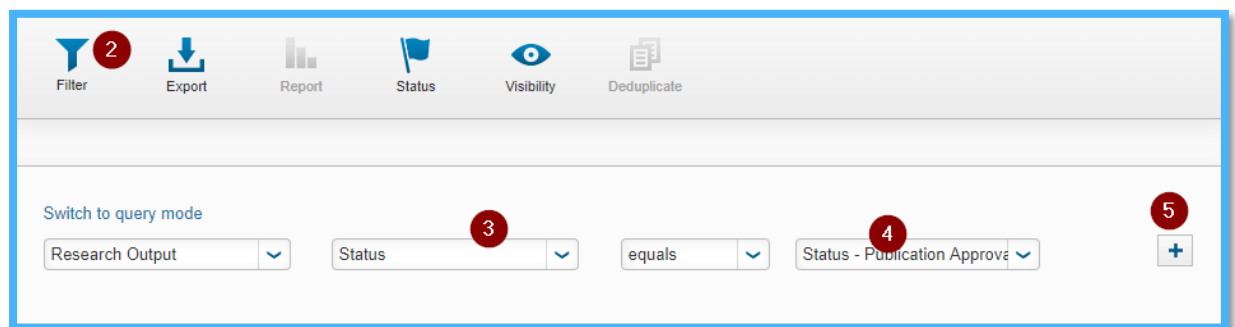 2
Filter Export Report Status Visibility Deduplicate
Switch to query mode
3
4
5
Research Output Status equals Status - Publication Approva
+